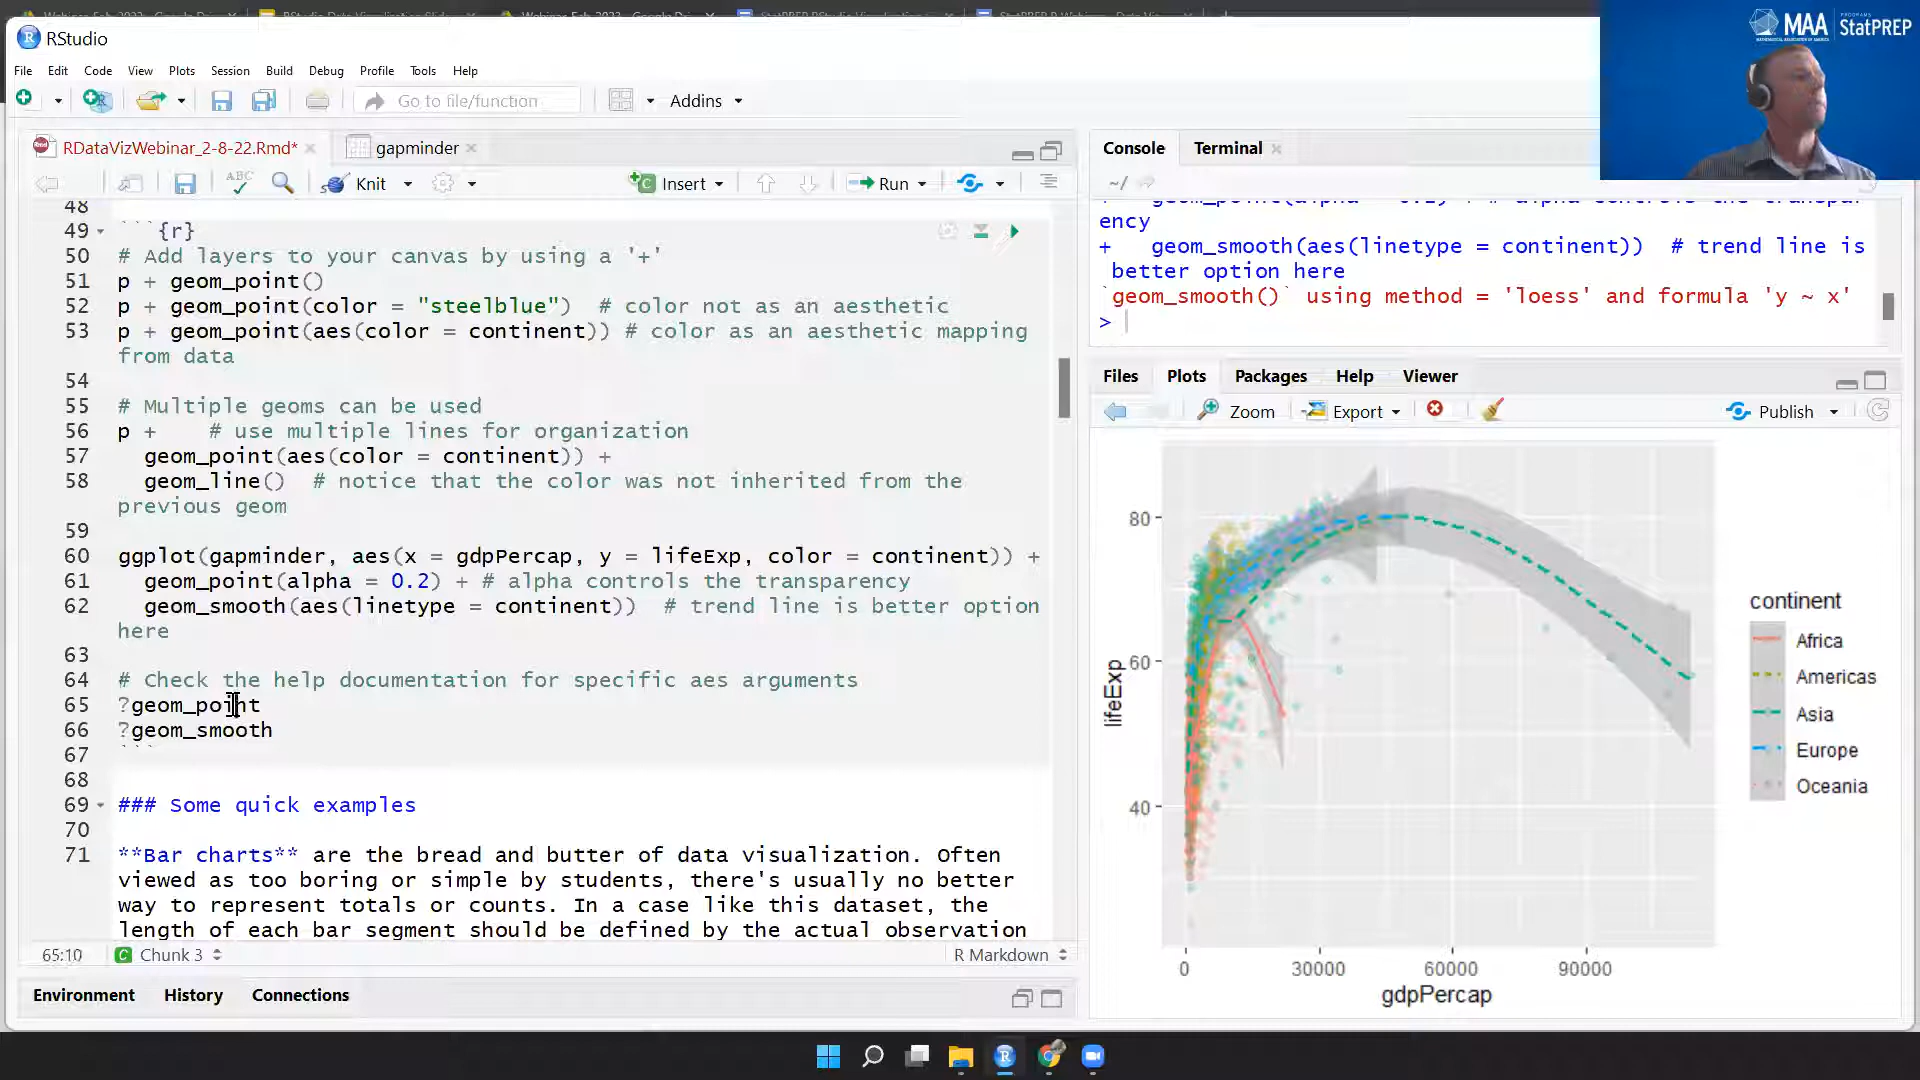 RStudio
MAA | StatPREP
File Edit Code View Plots Session Build Debug Profile Tools Help
Go to file/function
Addins
RDataVizWebinar_2-8-22.Rmd*
gapminder
Knit
Insert
Run
48
49 ```{r}
50 # Add layers to your canvas by using a '+'
51 p + geom_point()
52 p + geom_point(color = "steelblue")  # color not as an aesthetic
53 p + geom_point(aes(color = continent)) # color as an aesthetic mapping
from data
54
55 # Multiple geoms can be used
56 p +    # use multiple lines for organization
57   geom_point(aes(color = continent)) +
58   geom_line()  # notice that the color was not inherited from the
previous geom
59
60 ggplot(gapminder, aes(x = gdpPercap, y = lifeExp, color = continent)) +
61   geom_point(alpha = 0.2) + # alpha controls the transparency
62   geom_smooth(aes(linetype = continent))  # trend line is better option
here
63
64 # Check the help documentation for specific aes arguments
65 ?geom_point
66 ?geom_smooth
67 ```
68
69 ### Some quick examples
70
71 **Bar charts** are the bread and butter of data visualization. Often
viewed as too boring or simple by students, there's usually no better
way to represent totals or counts. In a case like this dataset, the
length of each bar segment should be defined by the actual observation
65:10
Chunk 3
R Markdown
Environment History Connections
Console Terminal
~/
ency
+   geom_smooth(aes(linetype = continent))  # trend line is
better option here
`geom_smooth()` using method = 'loess' and formula 'y ~ x'
>
Files Plots Packages Help Viewer
Zoom Export Publish
80
60
40
lifeExp
0 30000 60000 90000
gdpPercap
continent
Africa
Americas
Asia
Europe
Oceania